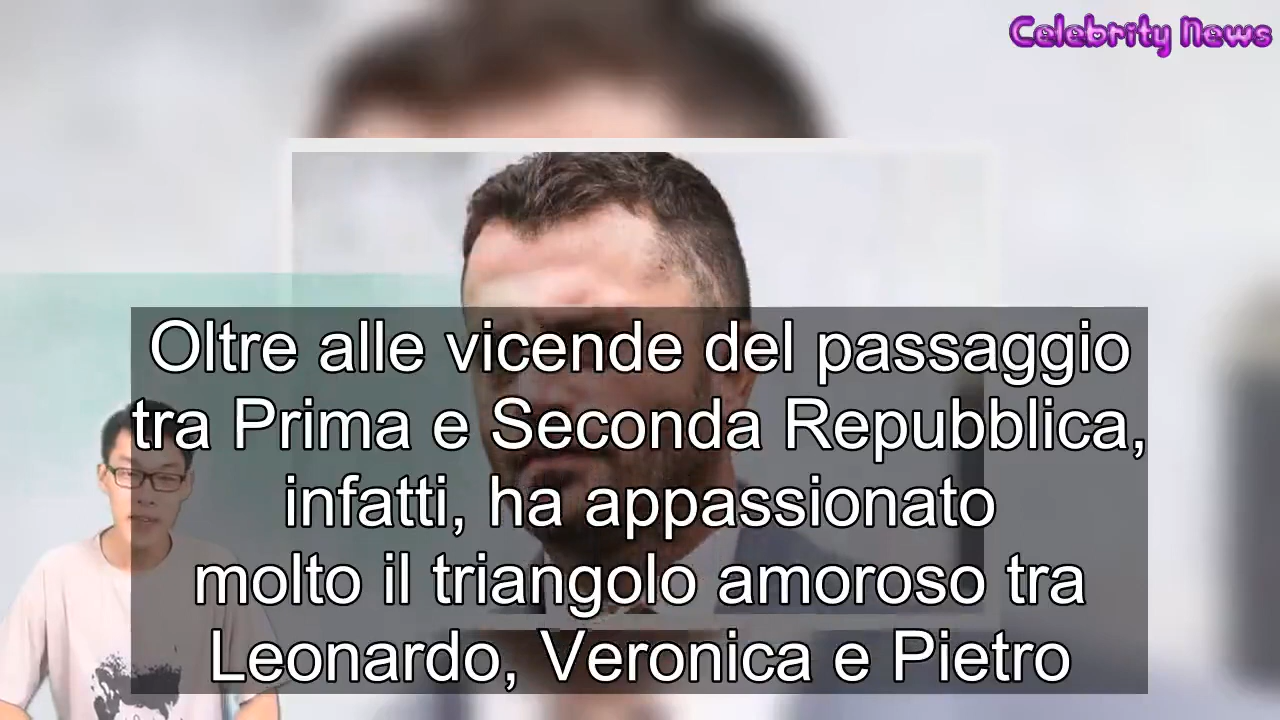 Celebrity News
Oltre alle vicende del passaggio
tra Prima e Seconda Repubblica,
infatti, ha appassionato
molto il triangolo amoroso tra
Leonardo, Veronica e Pietro